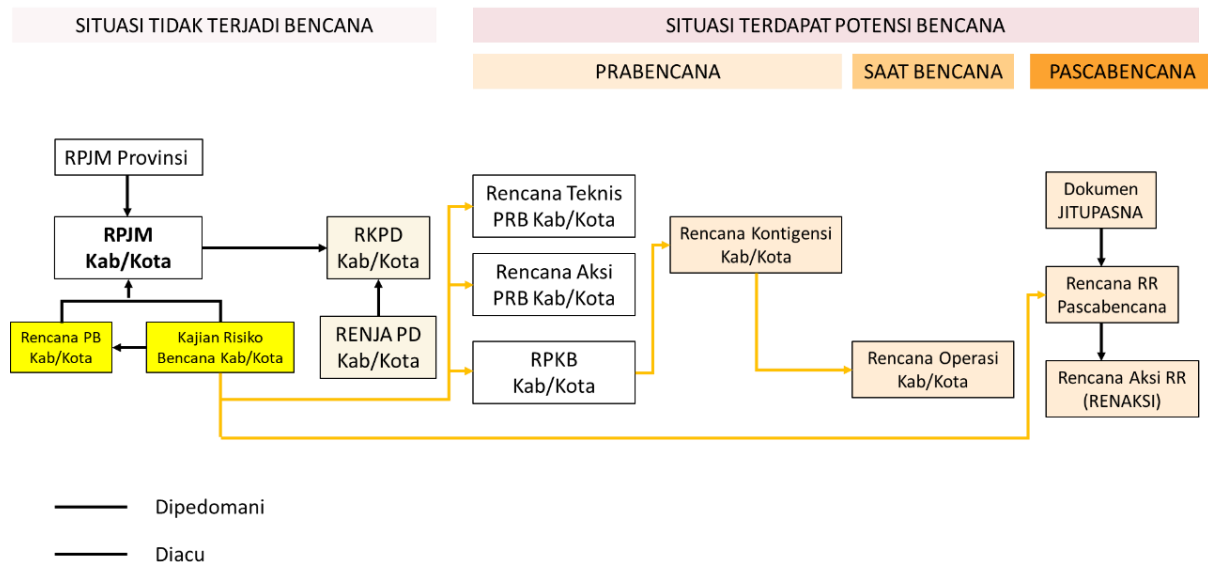 SITUASI TIDAK TERJADI BENCANA
SITUASI TERDAPAT POTENSI BENCANA
PRABENCANA
SAAT BENCANA
PASCABENCANA
RPJM Provinsi
RPJM
Kab/Kota
RKPD
Kab/Kota
Rencana PB
Kab/Kota
Kajian Risiko
Bencana Kab/Kota
RENJA PD
Kab/Kota
Rencana Teknis
PRB Kab/Kota
Rencana Aksi
PRB Kab/Kota
RPKB
Kab/Kota
Rencana Kontigensi
Kab/Kota
Rencana Operasi
Kab/Kota
Dokumen
JITUPASNA
Rencana RR
Pascabencana
Rencana Aksi RR
(RENAKSI)
Dipedomani
Diacu